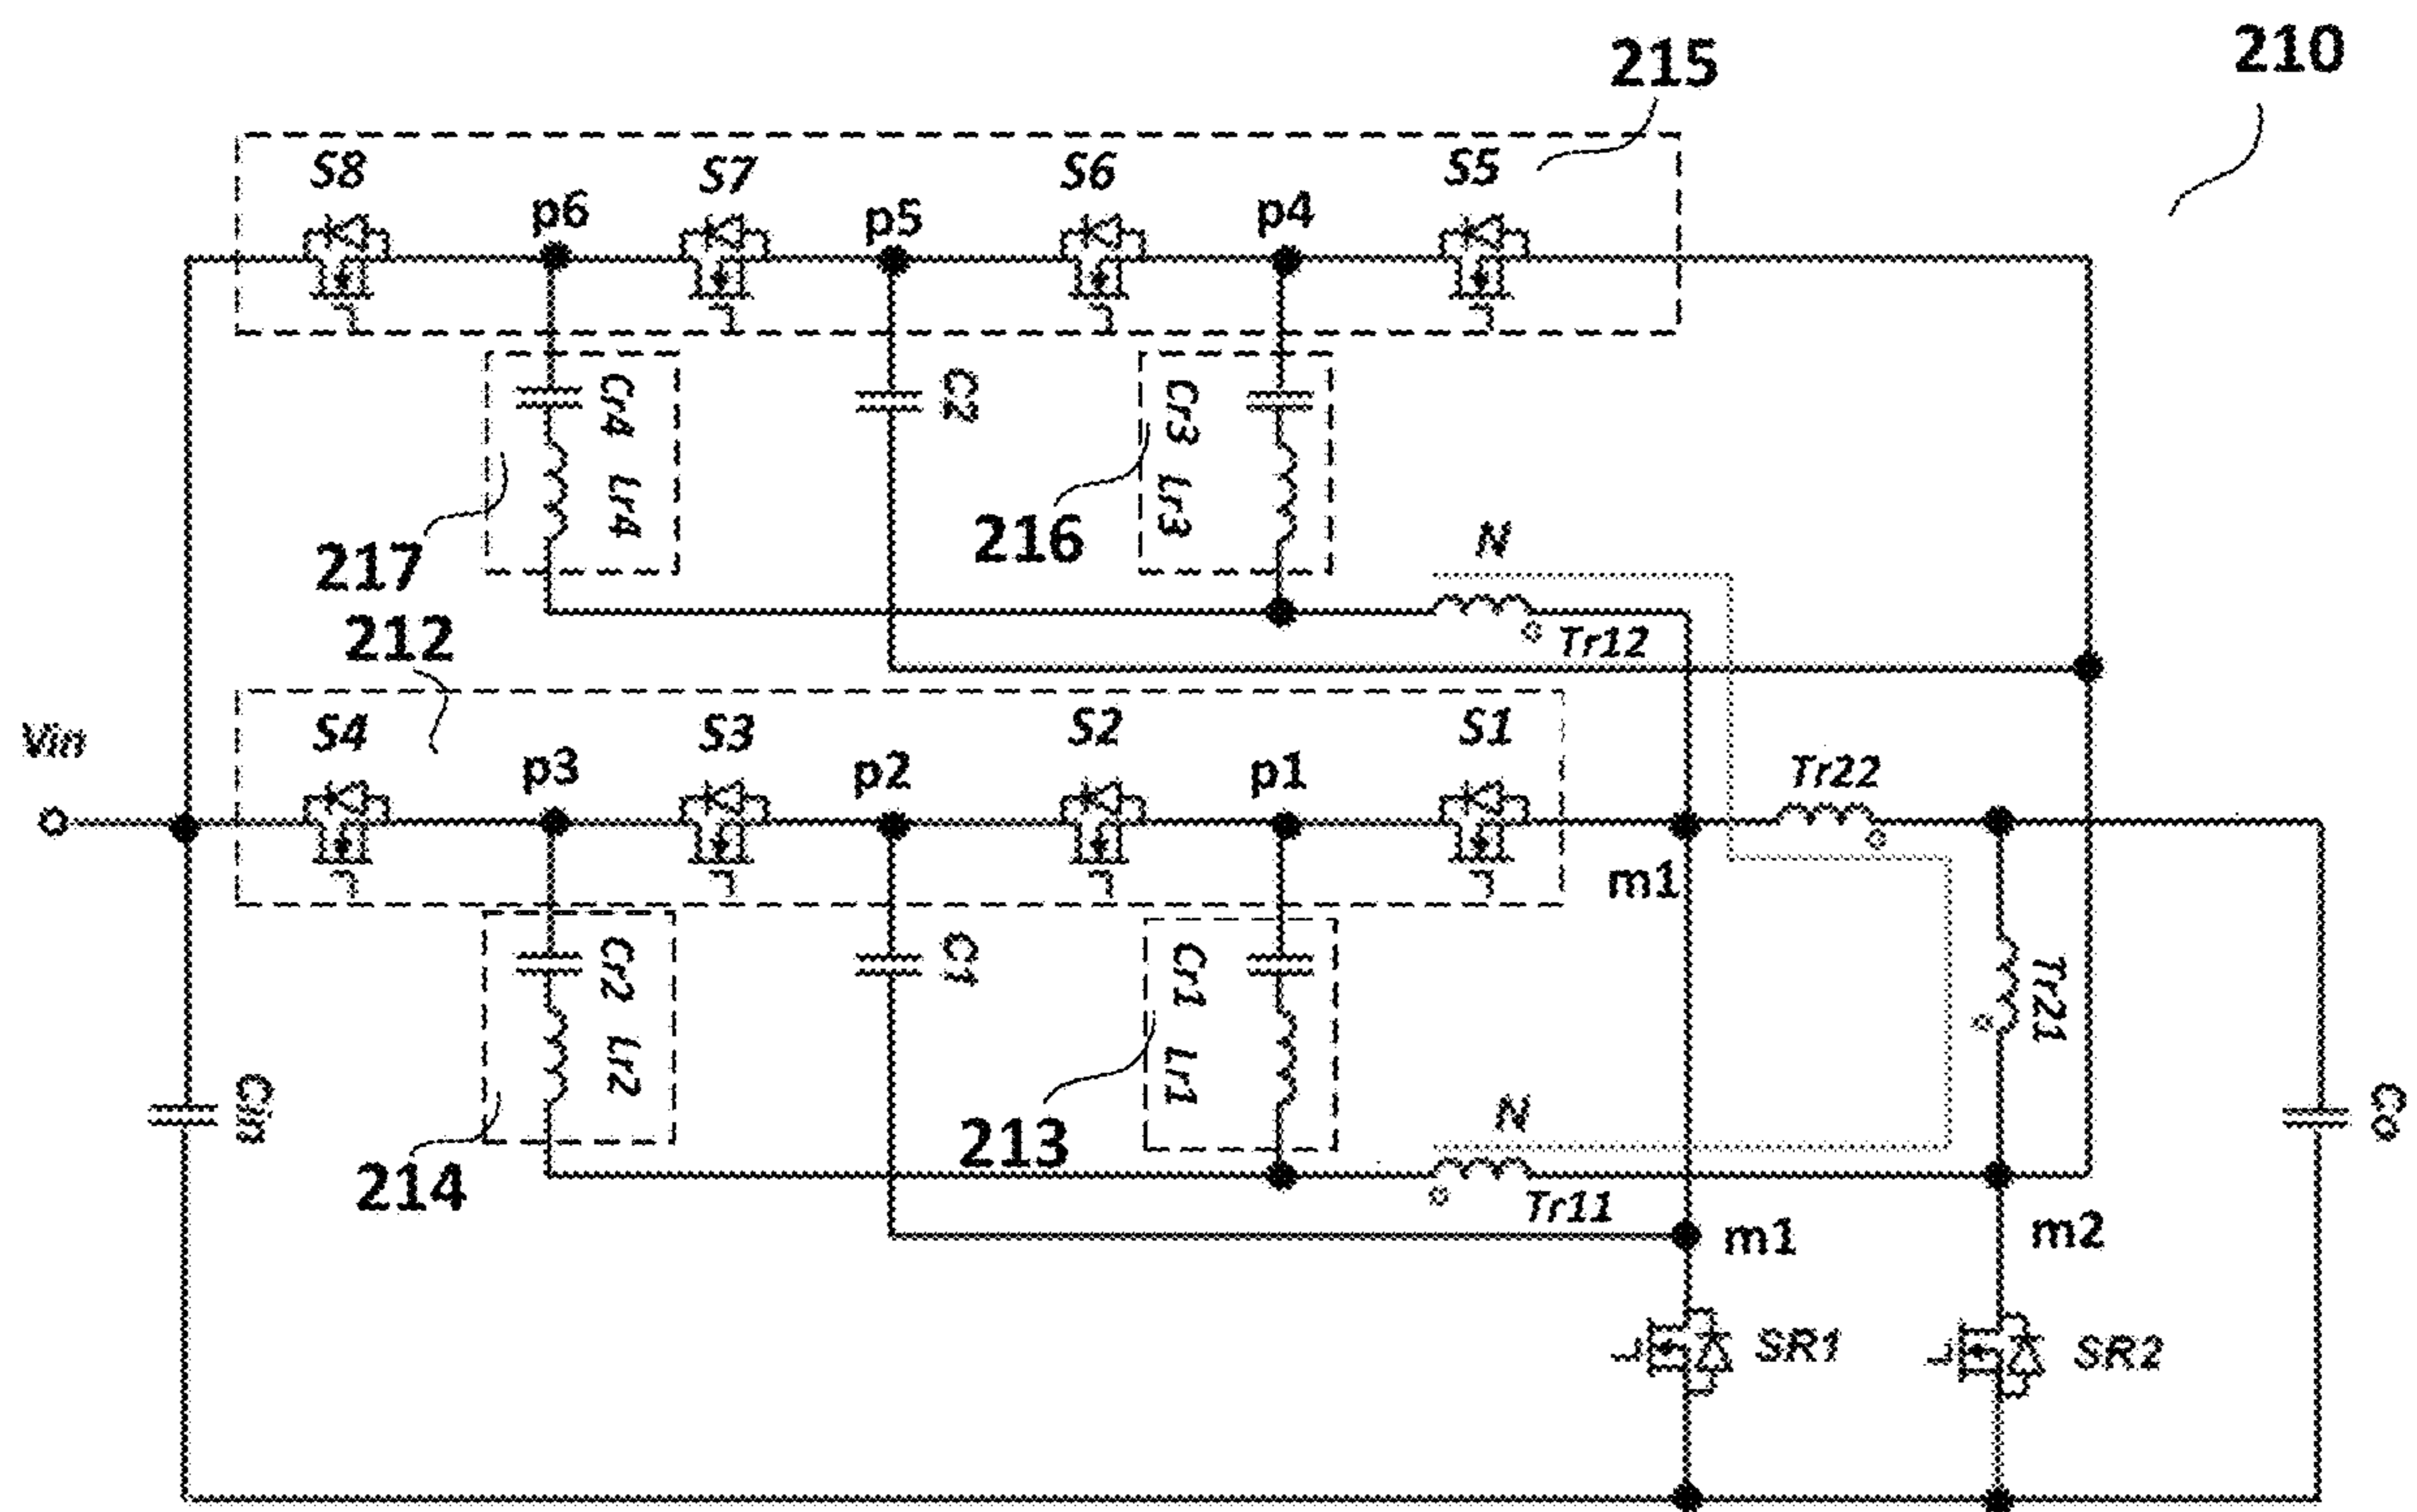 210
215
S8
S7
S6
S5
p6
p5
p4
Cr4
Lr4
C2
Cr3
Lr3
217
216
N
Tr12
212
Vin
S4
S3
S2
S1
p3
p2
p1
Tr22
m1
Cr2
Lr2
C1
Cr1
Lr1
Tr21
Cin
Co
214
213
N
Tr11
m1
m2
SR1
SR2